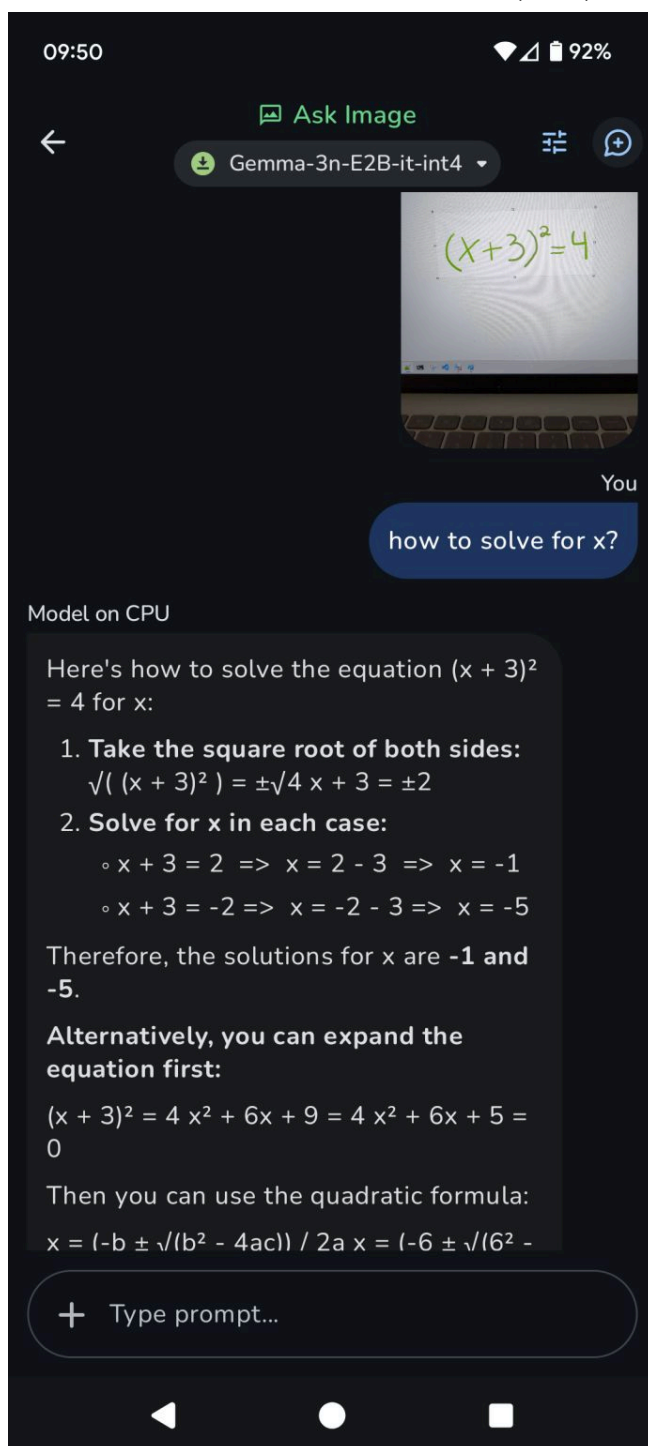 09:50 92%
Ask Image
Gemma-3n-E2B-it-int4
(x+3)²=4
You
how to solve for x?
Model on CPU
Here's how to solve the equation (x + 3)²
= 4 for x:
1. Take the square root of both sides:
√( (x + 3)² ) = ±√4 x + 3 = ±2
2. Solve for x in each case:
◦ x + 3 = 2 => x = 2 - 3 => x = -1
◦ x + 3 = -2 => x = -2 - 3 => x = -5
Therefore, the solutions for x are -1 and
-5.
Alternatively, you can expand the
equation first:
(x + 3)² = 4 x² + 6x + 9 = 4 x² + 6x + 5 =
0
Then you can use the quadratic formula:
x = (-b ± √(b² - 4ac)) / 2a x = (-6 ± √(6² -
Type prompt...